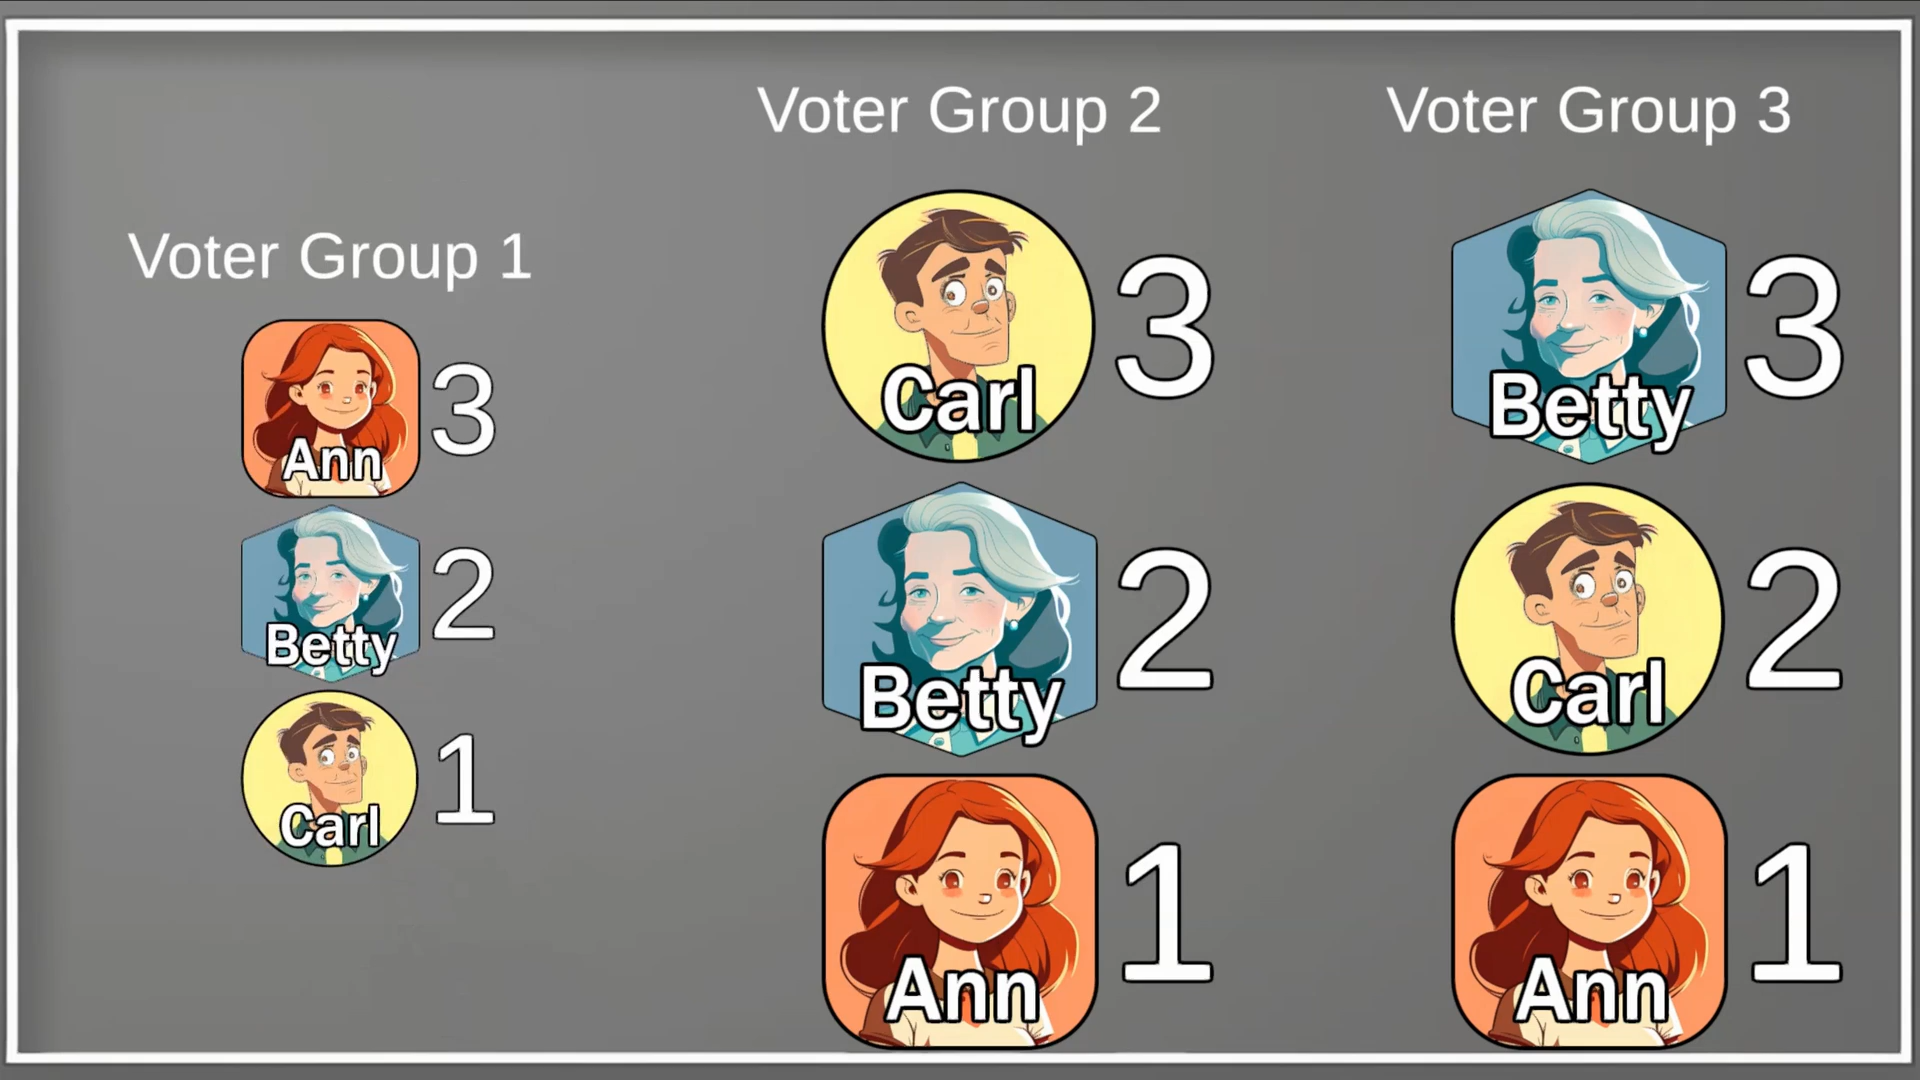 Voter Group 1
Ann 3
Betty 2
Carl 1
Voter Group 2
Carl 3
Betty 2
Ann 1
Voter Group 3
Betty 3
Carl 2
Ann 1